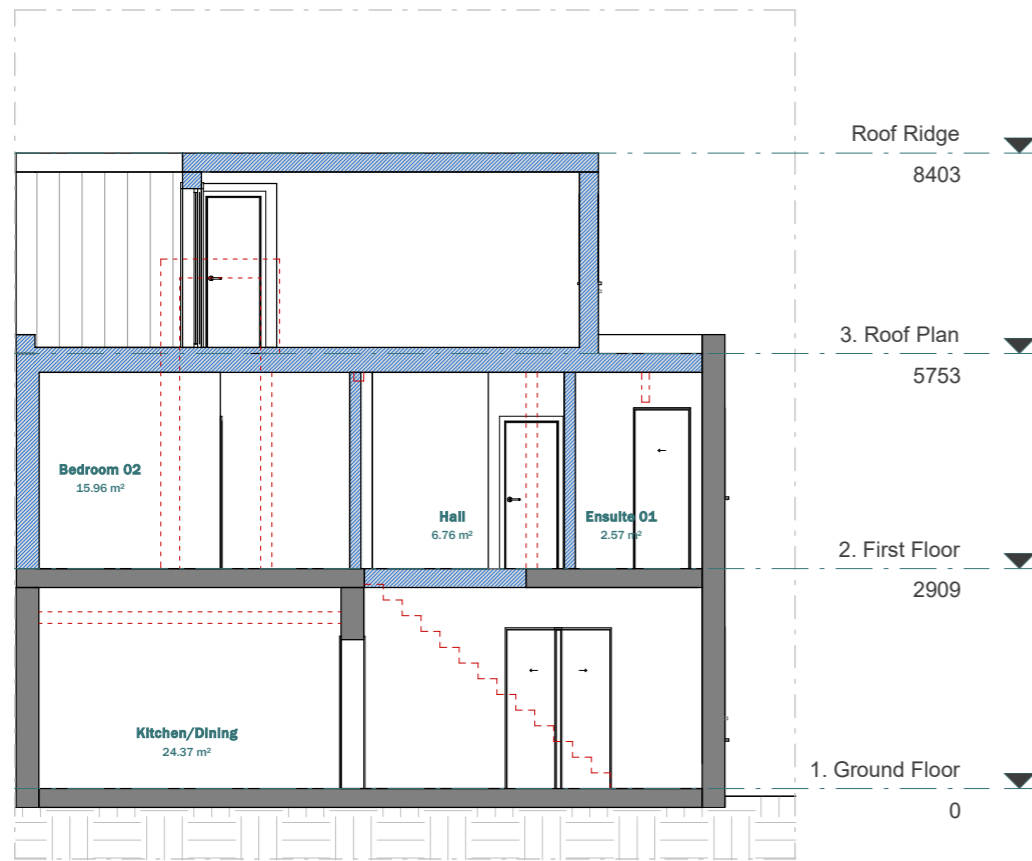 Roof Ridge
8403
3. Roof Plan
5753
Bedroom 02
15.96 m²
Hall
6.76 m²
Ensuite 01
2.57 m²
2. First Floor
2909
Kitchen/Dining
24.37 m²
1. Ground Floor
0